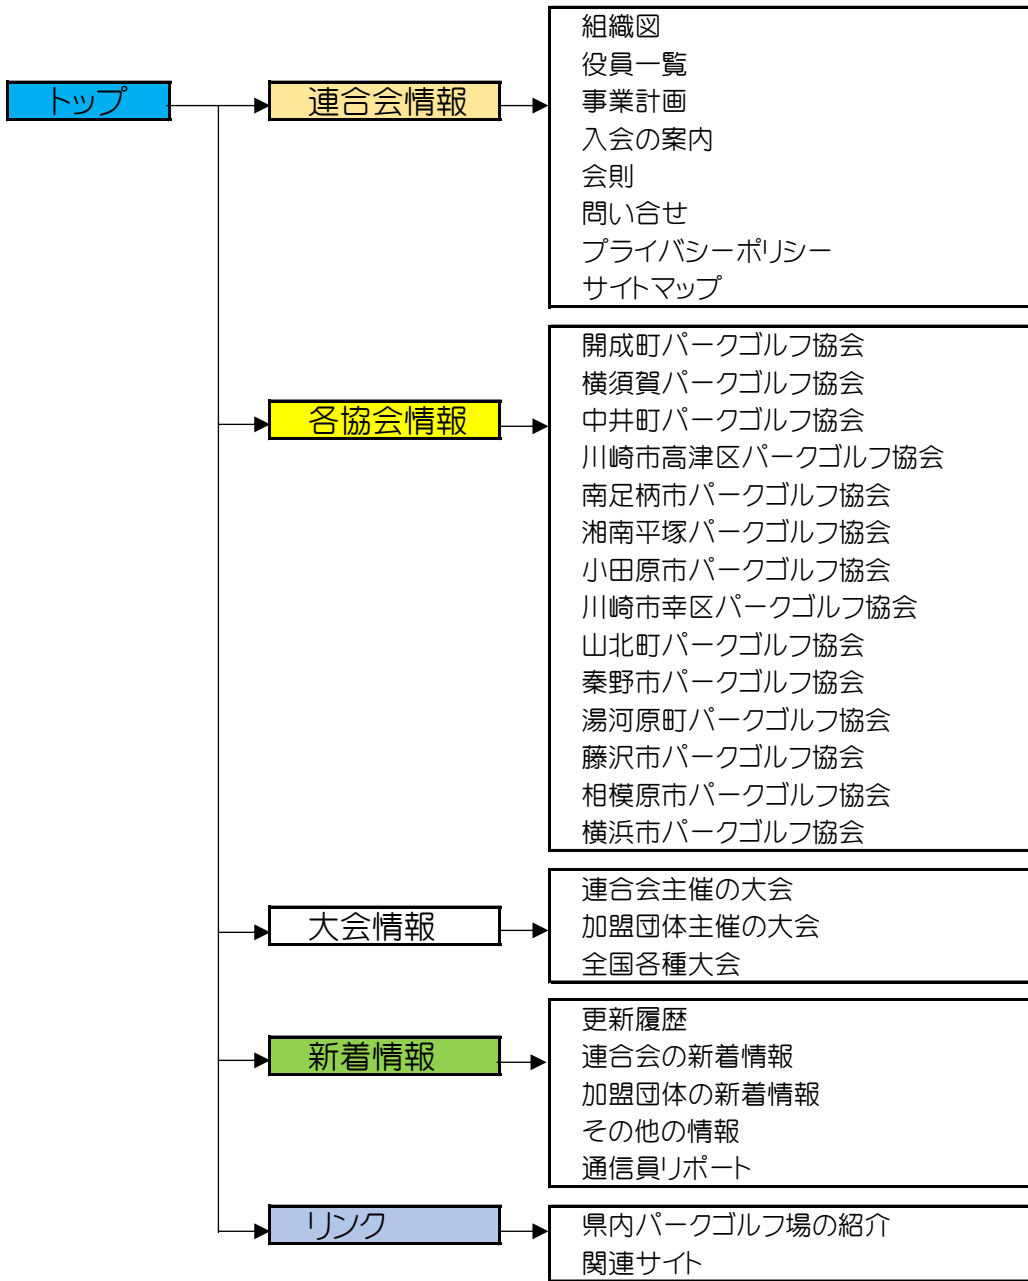 トップ
連合会情報
組織図
役員一覧
事業計画
入会の案内
会則
問い合せ
プライバシーポリシー
サイトマップ
各協会情報
開成町パークゴルフ協会
横須賀パークゴルフ協会
中井町パークゴルフ協会
川崎市高津区パークゴルフ協会
南足柄市パークゴルフ協会
湘南平塚パークゴルフ協会
小田原市パークゴルフ協会
川崎市幸区パークゴルフ協会
山北町パークゴルフ協会
秦野市パークゴルフ協会
湯河原町パークゴルフ協会
藤沢市パークゴルフ協会
相模原市パークゴルフ協会
横浜市パークゴルフ協会
大会情報
連合会主催の大会
加盟団体主催の大会
全国各種大会
新着情報
更新履歴
連合会の新着情報
加盟団体の新着情報
その他の情報
通信員リポート
リンク
県内パークゴルフ場の紹介
関連サイト